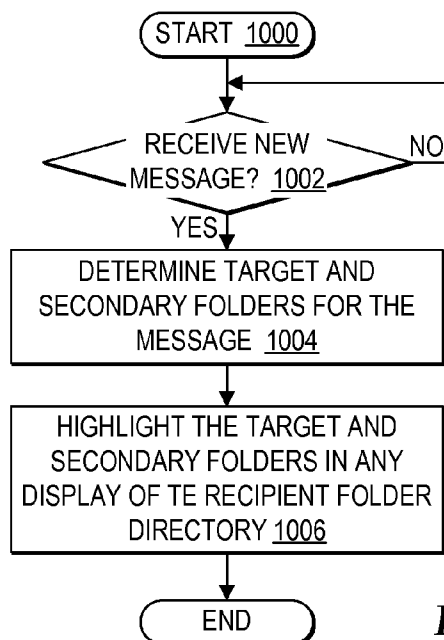 START 1000
RECEIVE NEW
MESSAGE? 1002
NO
YES
DETERMINE TARGET AND
SECONDARY FOLDERS FOR THE
MESSAGE 1004
HIGHLIGHT THE TARGET AND
SECONDARY FOLDERS IN ANY
DISPLAY OF TE RECIPIENT FOLDER
DIRECTORY 1006
END